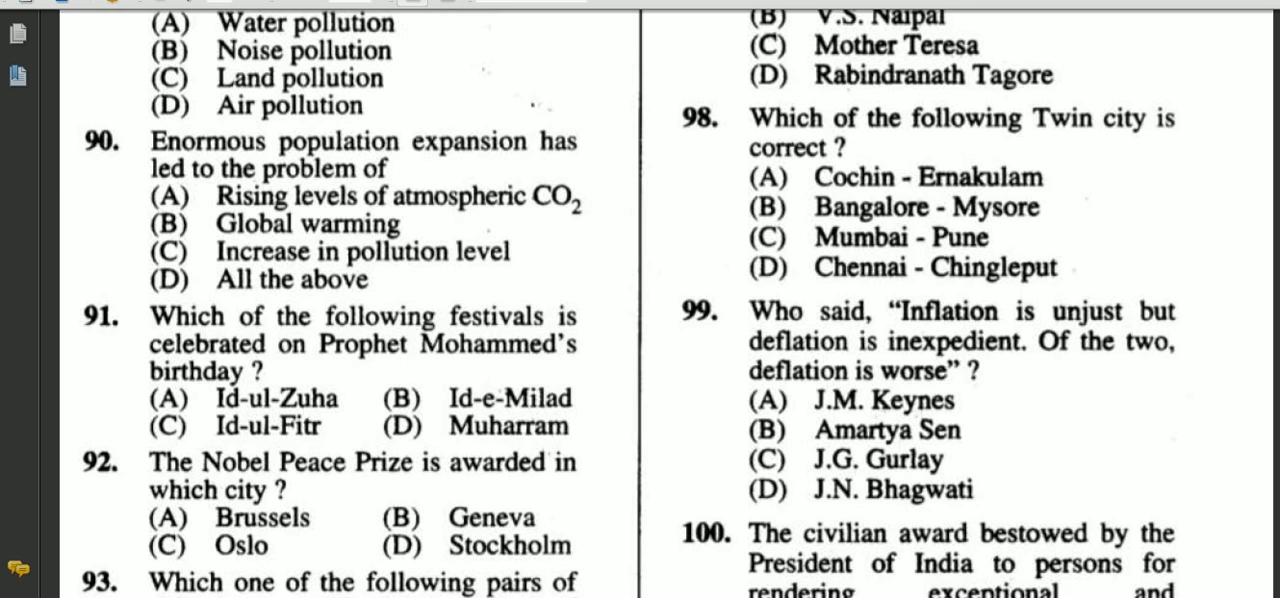 (A) Water pollution
(B) Noise pollution
(C) Land pollution
(D) Air pollution
90. Enormous population expansion has
led to the problem of
(A) Rising levels of atmospheric CO₂
(B) Global warming
(C) Increase in pollution level
(D) All the above
91. Which of the following festivals is
celebrated on Prophet Mohammed's
birthday ?
(A) Id-ul-Zuha (B) Id-e-Milad
(C) Id-ul-Fitr (D) Muharram
92. The Nobel Peace Prize is awarded in
which city ?
(A) Brussels (B) Geneva
(C) Oslo (D) Stockholm
93. Which one of the following pairs of
(B) V.S. Naipal
(C) Mother Teresa
(D) Rabindranath Tagore
98. Which of the following Twin city is
correct ?
(A) Cochin - Ernakulam
(B) Bangalore - Mysore
(C) Mumbai - Pune
(D) Chennai - Chingleput
99. Who said, “Inflation is unjust but
deflation is inexpedient. Of the two,
deflation is worse” ?
(A) J.M. Keynes
(B) Amartya Sen
(C) J.G. Gurlay
(D) J.N. Bhagwati
100. The civilian award bestowed by the
President of India to persons for
rendering exceptional and